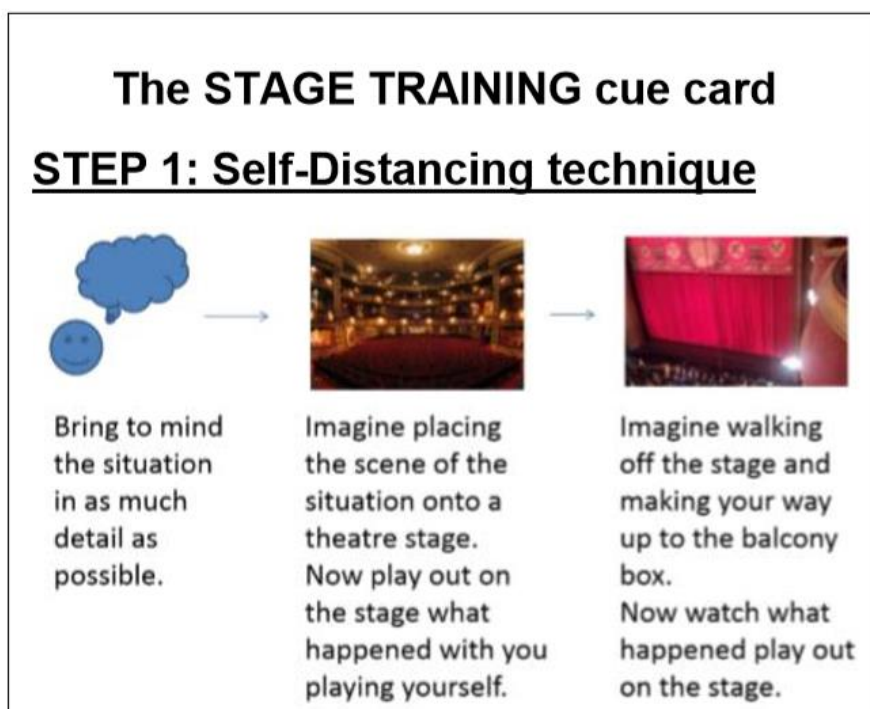 The STAGE TRAINING cue card
STEP 1: Self-Distancing technique
Bring to mind
the situation
in as much
detail as
possible.
Imagine placing
the scene of the
situation onto a
theatre stage.
Now play out on
the stage what
happened with you
playing yourself.
Imagine walking
off the stage and
making your way
up to the balcony
box.
Now watch what
happened play out
on the stage.